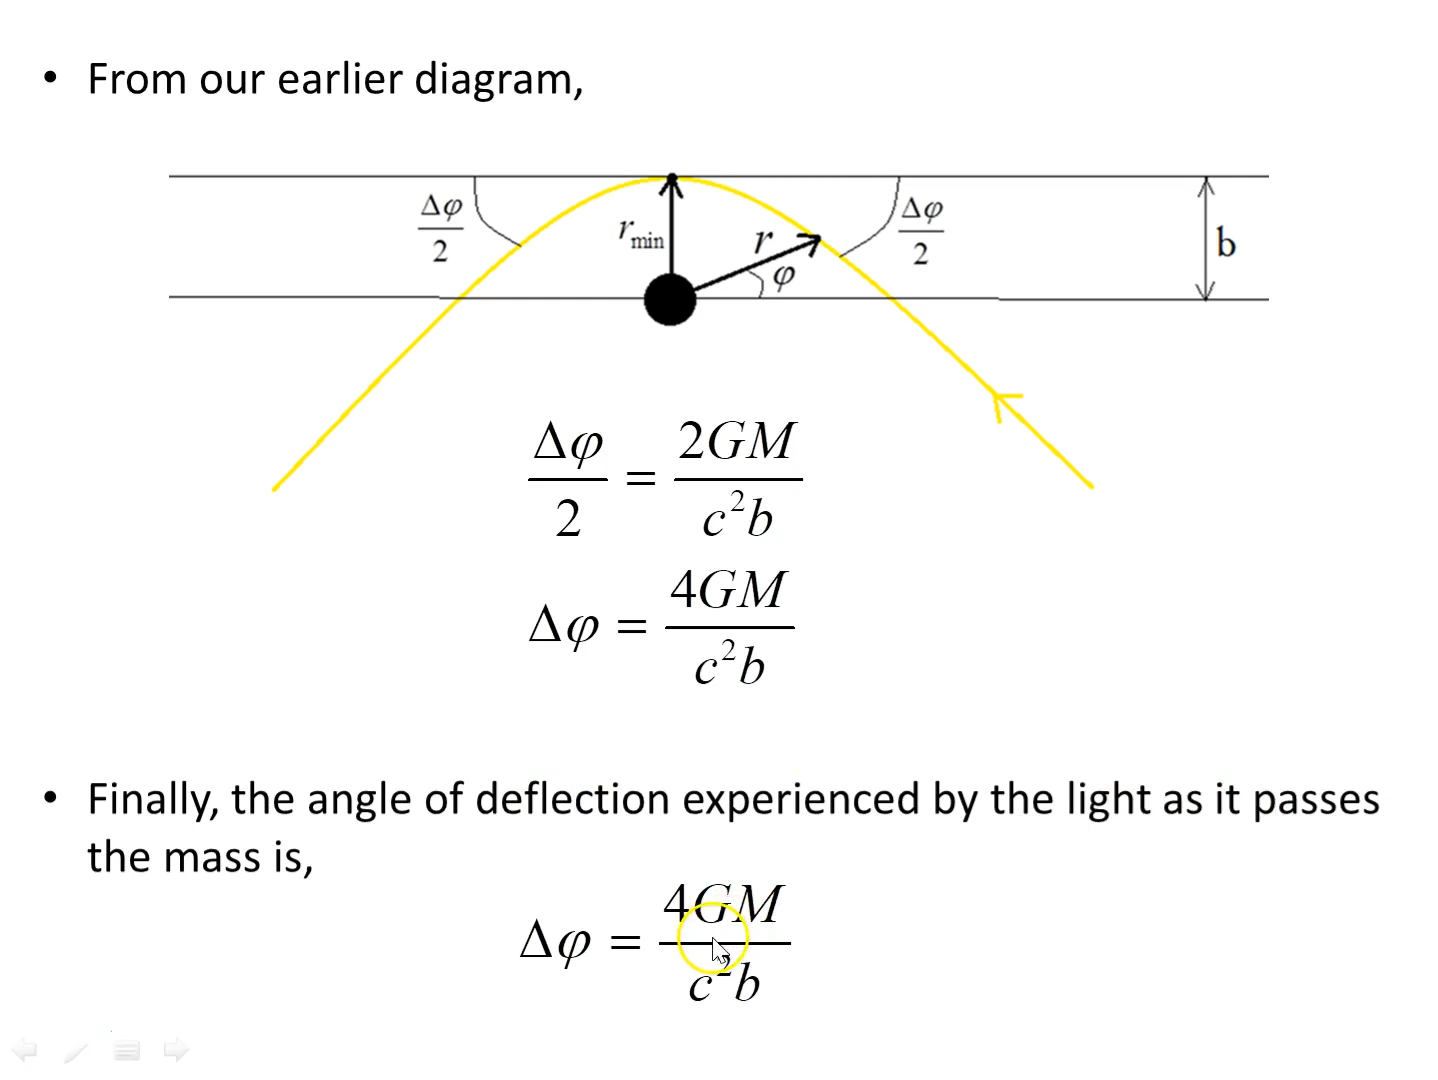 • From our earlier diagram,
Δφ/2
r_min
r
φ
Δφ/2
b
Δφ/2 = 2GM/c²b
Δφ = 4GM/c²b
• Finally, the angle of deflection experienced by the light as it passes
the mass is,
Δφ = 4GM/c²b